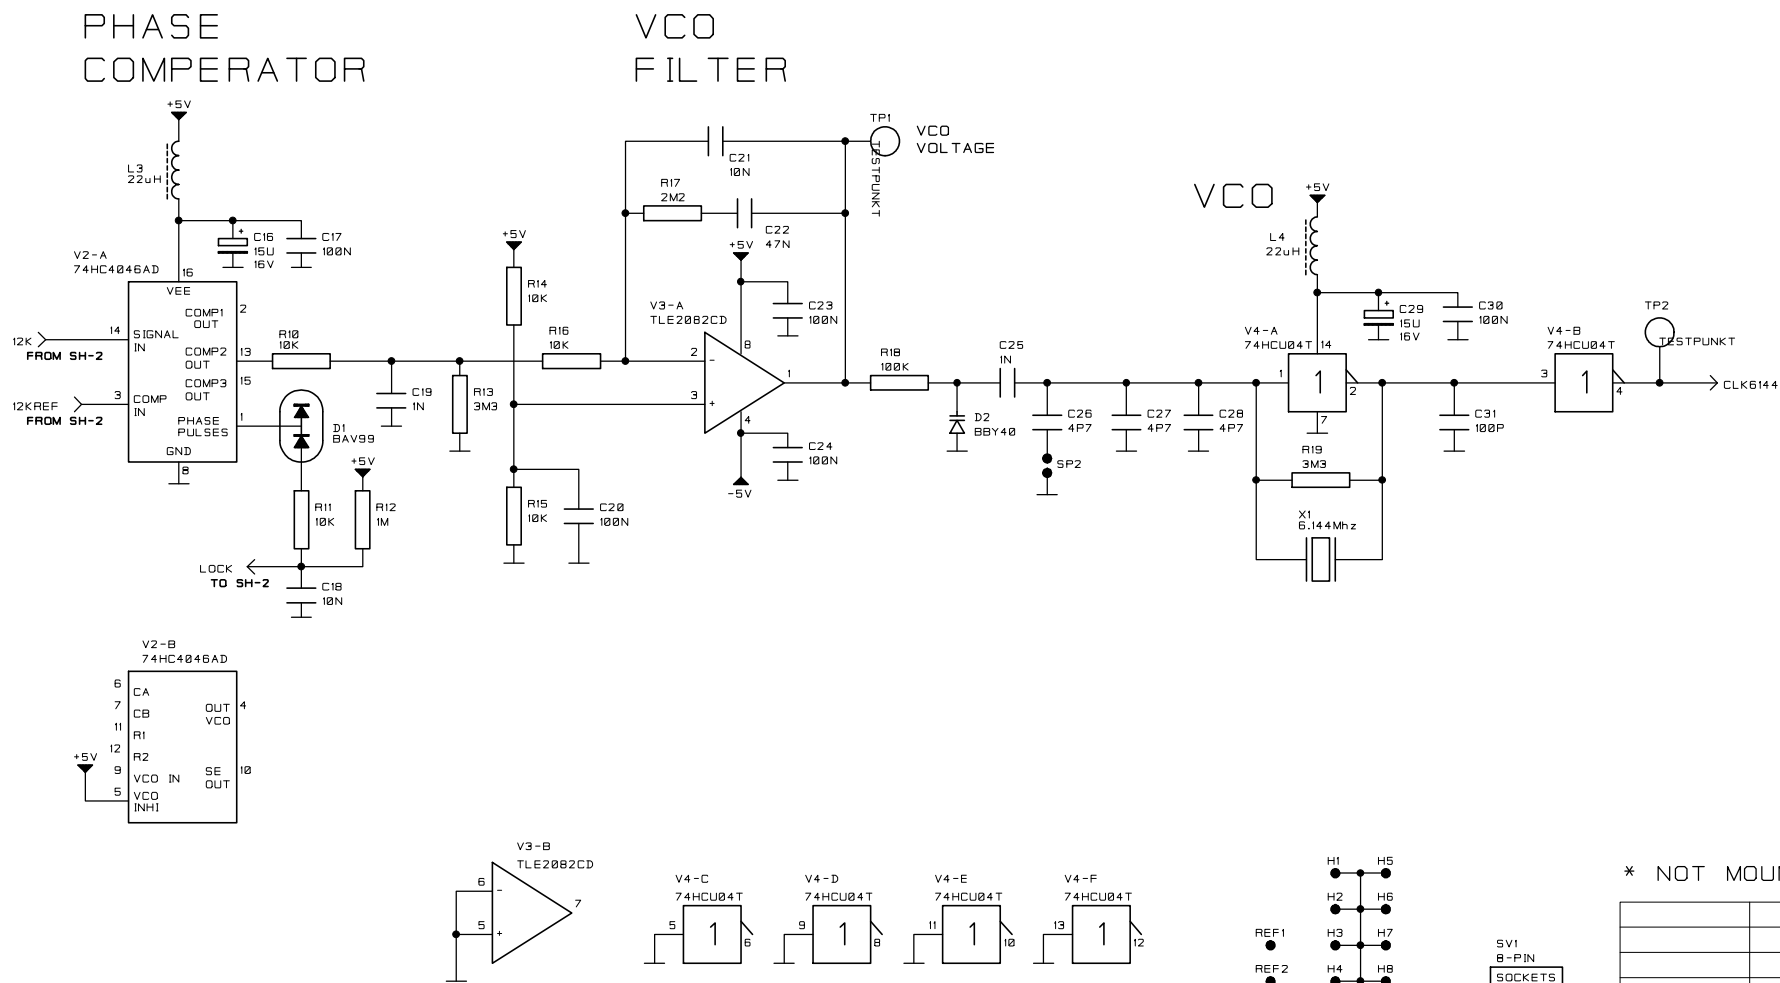 PHASE
COMPERATOR
VCO
FILTER
+5V
L3
22uH
C16
15U
16V
+
C17
100N
V2-A
74HC4046AD
16
VEE
COMP1
OUT
2
14
SIGNAL
IN
12K
FROM SH-2
COMP2
OUT
13
COMP3
OUT
15
3
COMP
IN
12KREF
FROM SH-2
PHASE
PULSES
1
GND
8
R10
10K
D1
BAV99
+5V
R11
10K
R12
1M
LOCK
TO SH-2
C18
10N
C19
1N
R13
3M3
+5V
R14
10K
R16
10K
R15
10K
C20
100N
C21
10N
R17
2M2
C22
47N
TP1
TESTPUNKT
VCO
VOLTAGE
+5V
C23
100N
V3-A
TLE2082CD
2
-
3
+
8
1
4
C24
100N
-5V
R18
100K
D2
BBY40
C25
1N
C26
4P7
SP2
C27
4P7
C28
4P7
VCO
+5V
L4
22uH
C29
15U
16V
+
C30
100N
V4-A
74HCU04T
14
1
1
2
7
R19
3M3
X1
6.144Mhz
C31
100P
V4-B
74HCU04T
3
1
4
TP2
TESTPUNKT
CLK6144
V2-B
74HC4046AD
6
CA
7
CB
11
R1
12
R2
9
VCO IN
5
VCO
INHI
+5V
OUT
VCO
4
SE
OUT
10
V3-B
TLE2082CD
6
-
5
+
7
V4-C
74HCU04T
5
1
6
V4-D
74HCU04T
9
1
8
V4-E
74HCU04T
11
1
10
V4-F
74HCU04T
13
1
12
REF1
REF2
H1 H5
H2 H6
H3 H7
H4 H8
SV1
8-PIN
SOCKETS
* NOT MOU